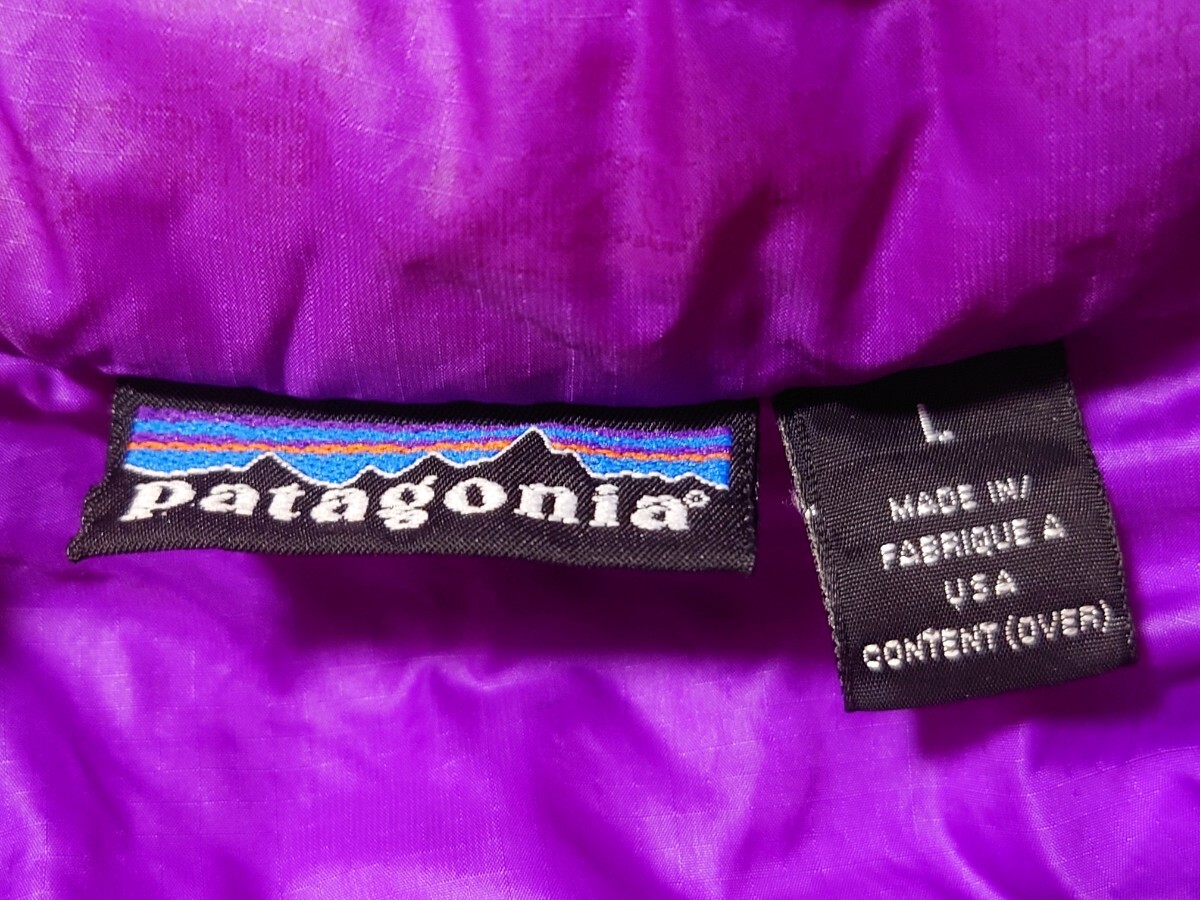 patagonia®
L
MADE IN/
FABRIQUE A
USA
CONTENT (OVER)